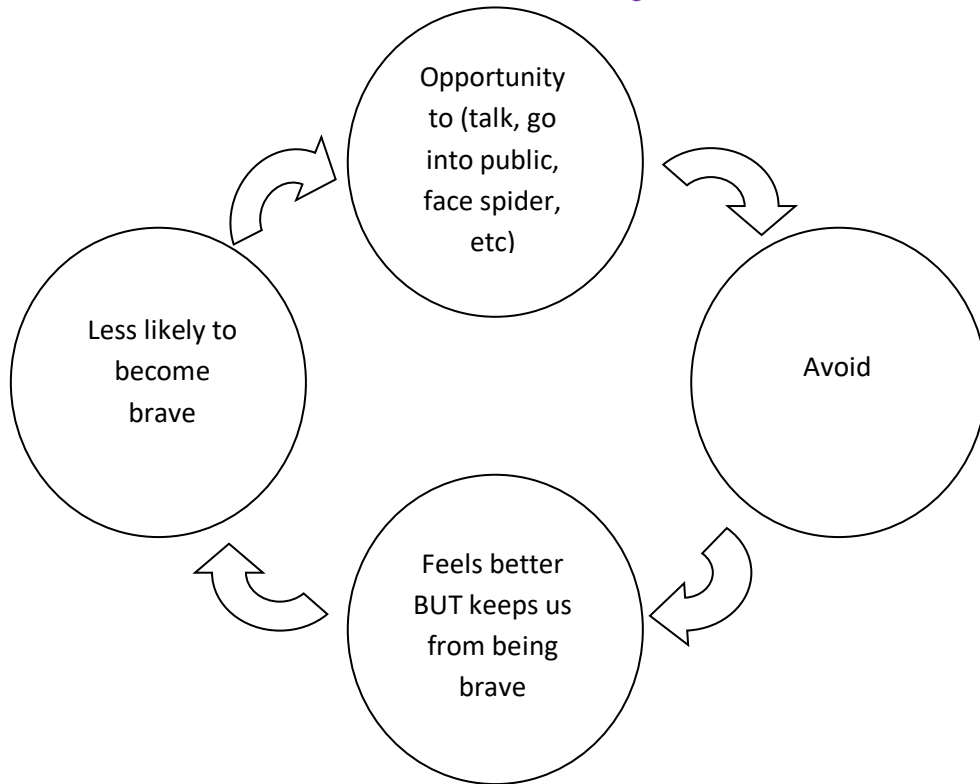 Opportunity
to (talk, go
into public,
face spider,
etc)
Avoid
Feels better
BUT keeps us
from being
brave
Less likely to
become
brave